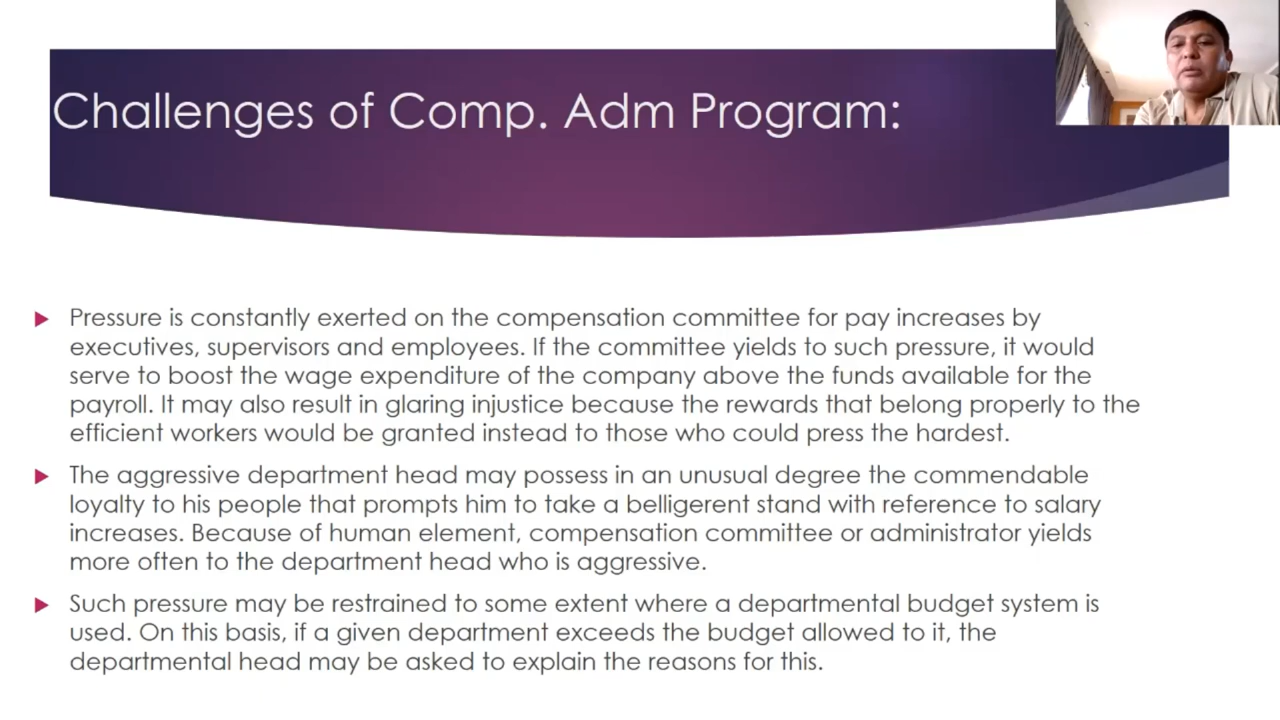 Challenges of Comp. Adm Program:
Pressure is constantly exerted on the compensation committee for pay increases by
executives, supervisors and employees. If the committee yields to such pressure, it would
serve to boost the wage expenditure of the company above the funds available for the
payroll. It may also result in glaring injustice because the rewards that belong properly to the
efficient workers would be granted instead to those who could press the hardest.
The aggressive department head may possess in an unusual degree the commendable
loyalty to his people that prompts him to take a belligerent stand with reference to salary
increases. Because of human element, compensation committee or administrator yields
more often to the department head who is aggressive.
Such pressure may be restrained to some extent where a departmental budget system is
used. On this basis, if a given department exceeds the budget allowed to it, the
departmental head may be asked to explain the reasons for this.